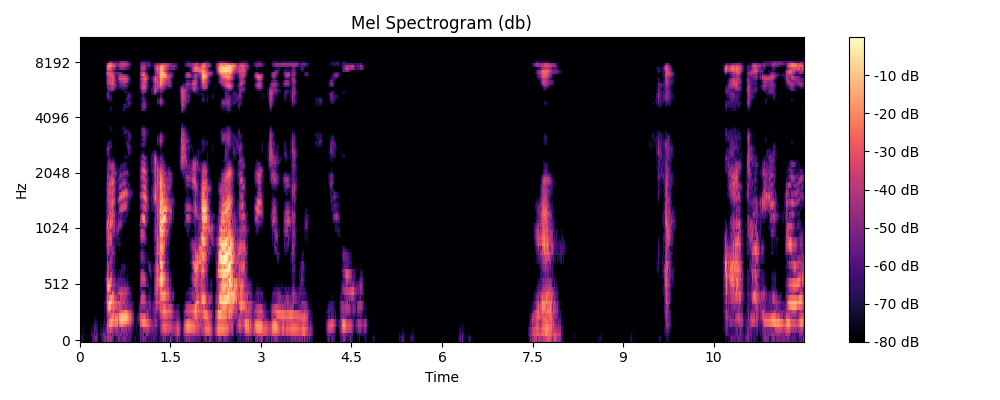 Mel Spectrogram (db)
8192
4096
2048
1024
512
0
Hz
0 1.5 3 4.5 6 7.5 9 10
Time
-10 dB
-20 dB
-30 dB
-40 dB
-50 dB
-60 dB
-70 dB
-80 dB